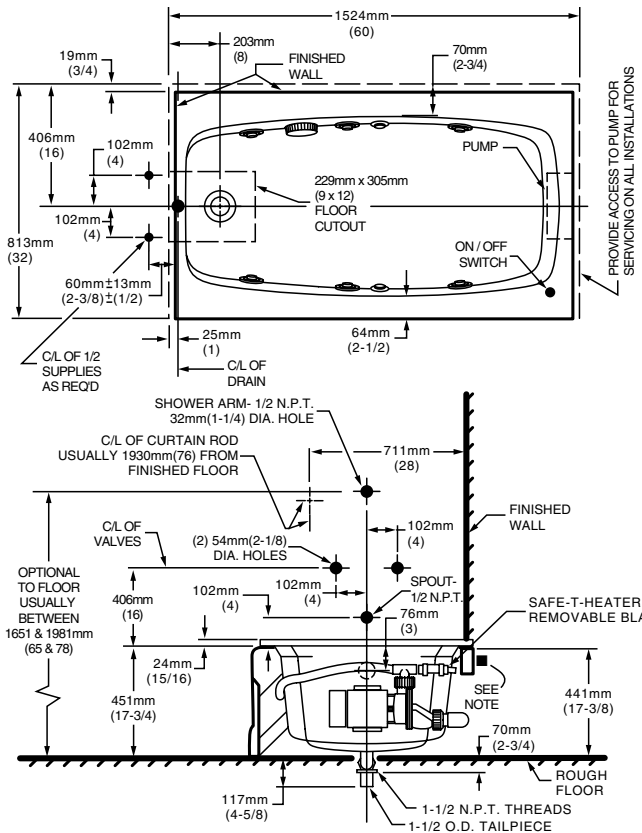 1524mm
(60)
203mm
(8)
FINISHED
WALL
70mm
(2-3/4)
19mm
(3/4)
406mm
(16)
102mm
(4)
PUMP
229mm x 305mm
(9 x 12)
FLOOR
CUTOUT
PROVIDE ACCESS TO PUMP FOR
SERVICING ON ALL INSTALLATIONS
102mm
(4)
813mm
(32)
ON / OFF
SWITCH
60mm±13mm
(2-3/8)±(1/2)
25mm
(1)
64mm
(2-1/2)
C/L OF 1/2
SUPPLIES
AS REQ'D
C/L OF
DRAIN
SHOWER ARM- 1/2 N.P.T.
32mm(1-1/4) DIA. HOLE
C/L OF CURTAIN ROD
USUALLY 1930mm(76) FROM
FINISHED FLOOR
711mm
(28)
FINISHED
WALL
C/L OF
VALVES
(2) 54mm(2-1/8)
DIA. HOLES
102mm
(4)
OPTIONAL
TO FLOOR
USUALLY
BETWEEN
1651 & 1981mm
(65 & 78)
406mm
(16)
102mm
(4)
102mm
(4)
SPOUT-
1/2 N.P.T.
76mm
(3)
SAFE-T-HEATER
REMOVABLE BLA
24mm
(15/16)
SEE
NOTE
451mm
(17-3/4)
441mm
(17-3/8)
70mm
(2-3/4)
ROUGH
FLOOR
117mm
(4-5/8)
1-1/2 N.P.T. THREADS
1-1/2 O.D. TAILPIECE